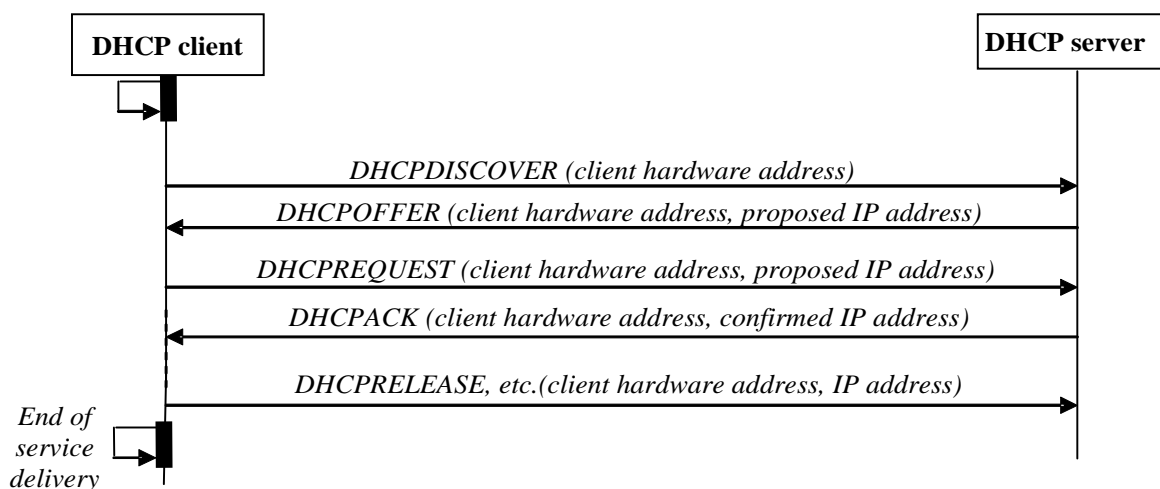 DHCP client
DHCP server
DHCPDISCOVER (client hardware address)
DHCPOFFER (client hardware address, proposed IP address)
DHCPREQUEST (client hardware address, proposed IP address)
DHCPACK (client hardware address, confirmed IP address)
DHCPRELEASE, etc.(client hardware address, IP address)
End of
service
delivery